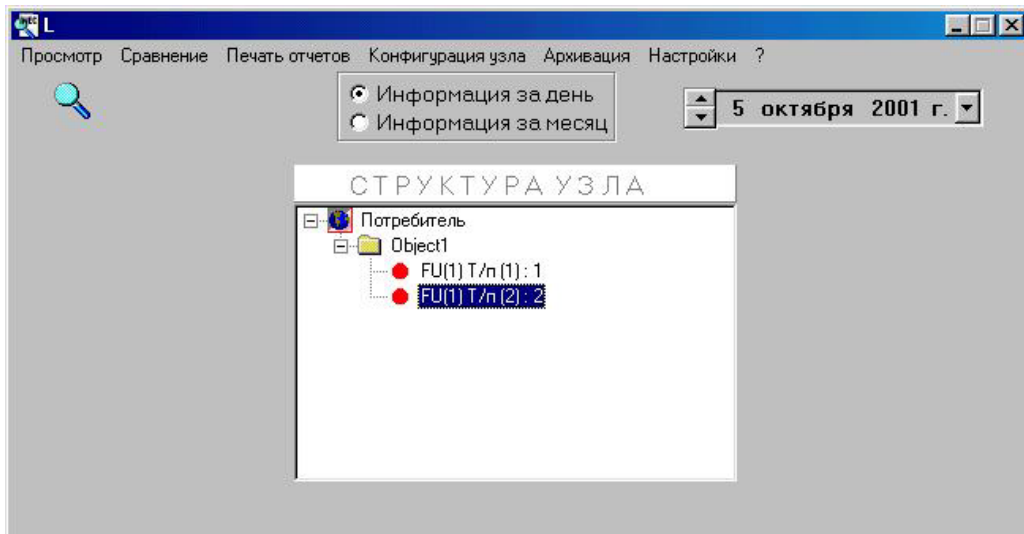 L
Просмотр Сравнение Печать отчетов Конфигурация узла Архивация Настройки ?
Информация за день
5 октября 2001 г.
Информация за месяц
СТРУКТУРА УЗЛА
Потребитель
Object1
FU(1) Т/п (1) : 1
FU(1) Т/п (2) : 2